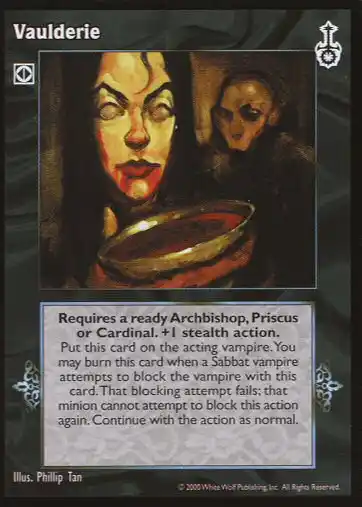 Vaulderie
Requires a ready Archbishop, Priscus
or Cardinal. +1 stealth action.
Put this card on the acting vampire. You
may burn this card when a Sabbat vampire
attempts to block the vampire with this
card. That blocking attempt fails; that
minion cannot attempt to block this action
again. Continue with the action as normal.
Illus. Phillip Tan
© 2000 White Wolf Publishing, Inc. All Rights Reserved.